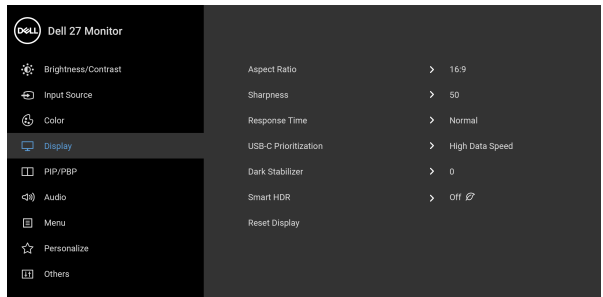 DELL Dell 27 Monitor
Brightness/Contrast
Input Source
Color
Display
PIP/PBP
Audio
Menu
Personalize
Others
Aspect Ratio > 16:9
Sharpness > 50
Response Time > Normal
USB-C Prioritization > High Data Speed
Dark Stabilizer > 0
Smart HDR > Off
Reset Display